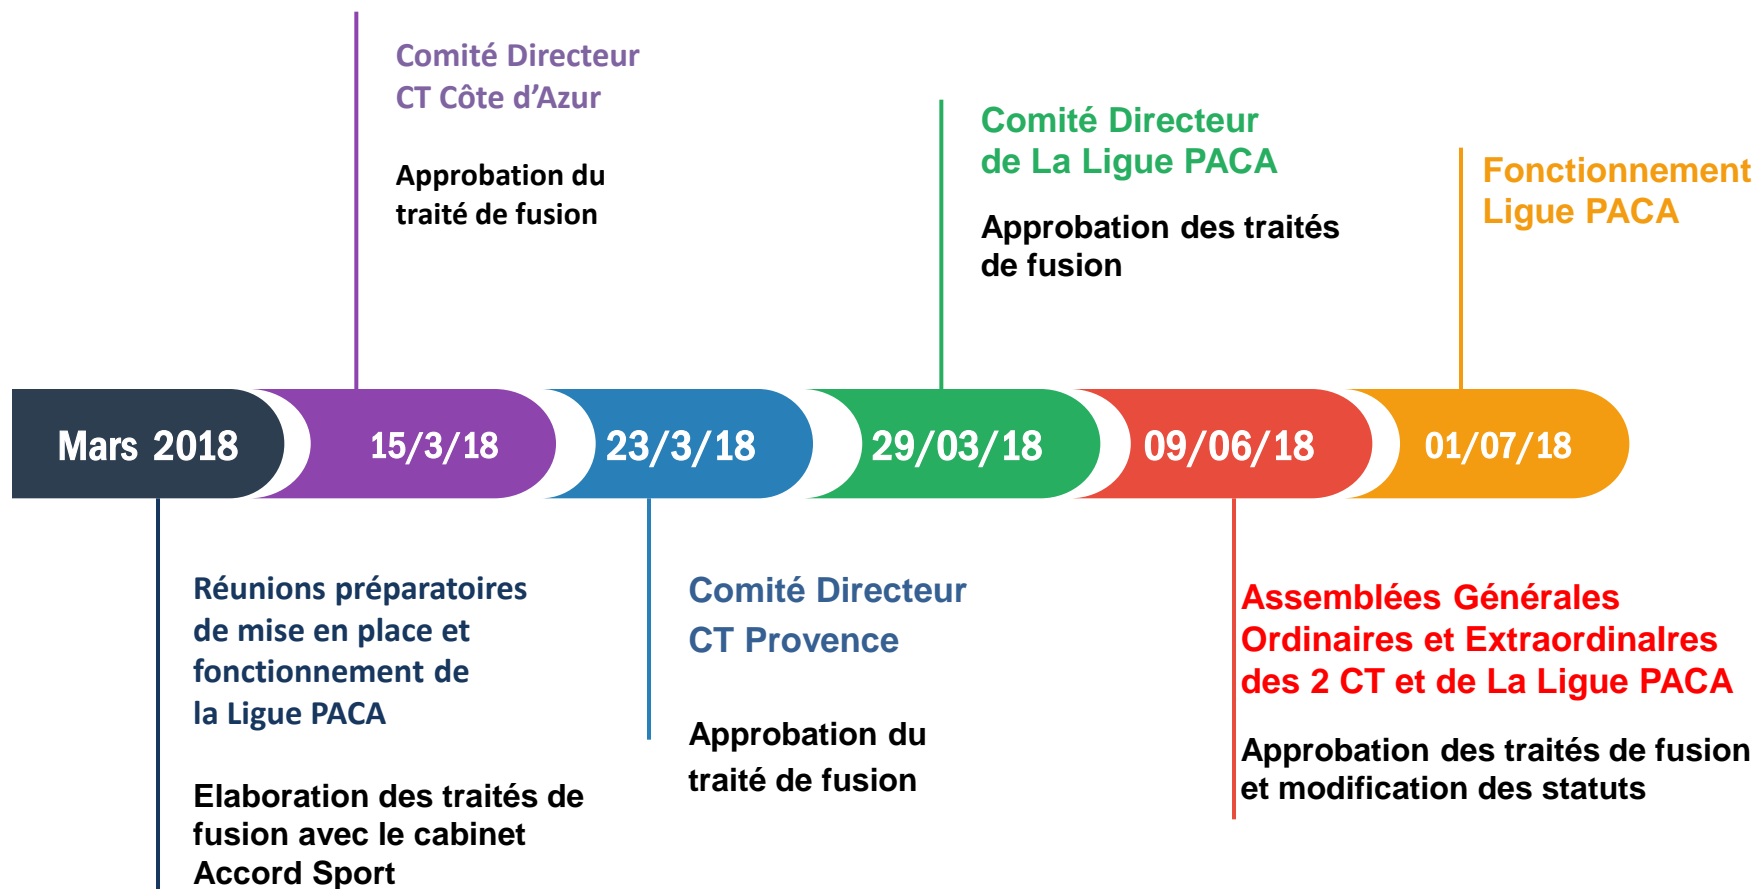 Comité Directeur
CT Côte d’Azur
Approbation du
traité de fusion
Comité Directeur
de La Ligue PACA
Approbation des traités
de fusion
Fonctionnement
Ligue PACA
Mars 2018
15/3/18
23/3/18
29/03/18
09/06/18
01/07/18
Réunions préparatoires
de mise en place et
fonctionnement de
la Ligue PACA
Elaboration des traités de
fusion avec le cabinet
Accord Sport
Comité Directeur
CT Provence
Approbation du
traité de fusion
Assemblées Générales
Ordinaires et ExtraordinaIres
des 2 CT et de La Ligue PACA
Approbation des traités de fusion
et modification des statuts